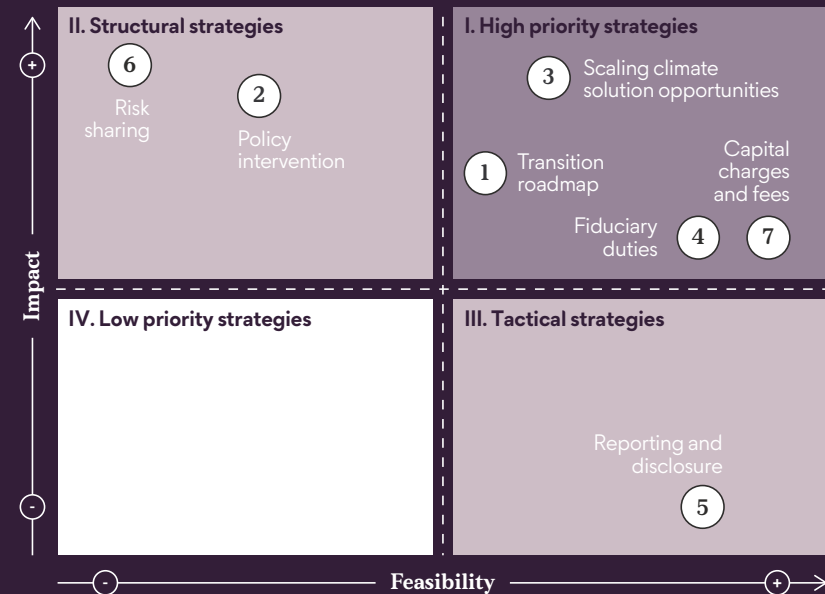 II. Structural strategies
6
Risk
sharing
2
Policy
intervention
I. High priority strategies
3
Scaling climate
solution opportunities
1
Transition
roadmap
Capital
charges
and fees
7
Fiduciary
duties
4
IV. Low priority strategies
III. Tactical strategies
Reporting and
disclosure
5
+
Impact
-
-
Feasibility
+